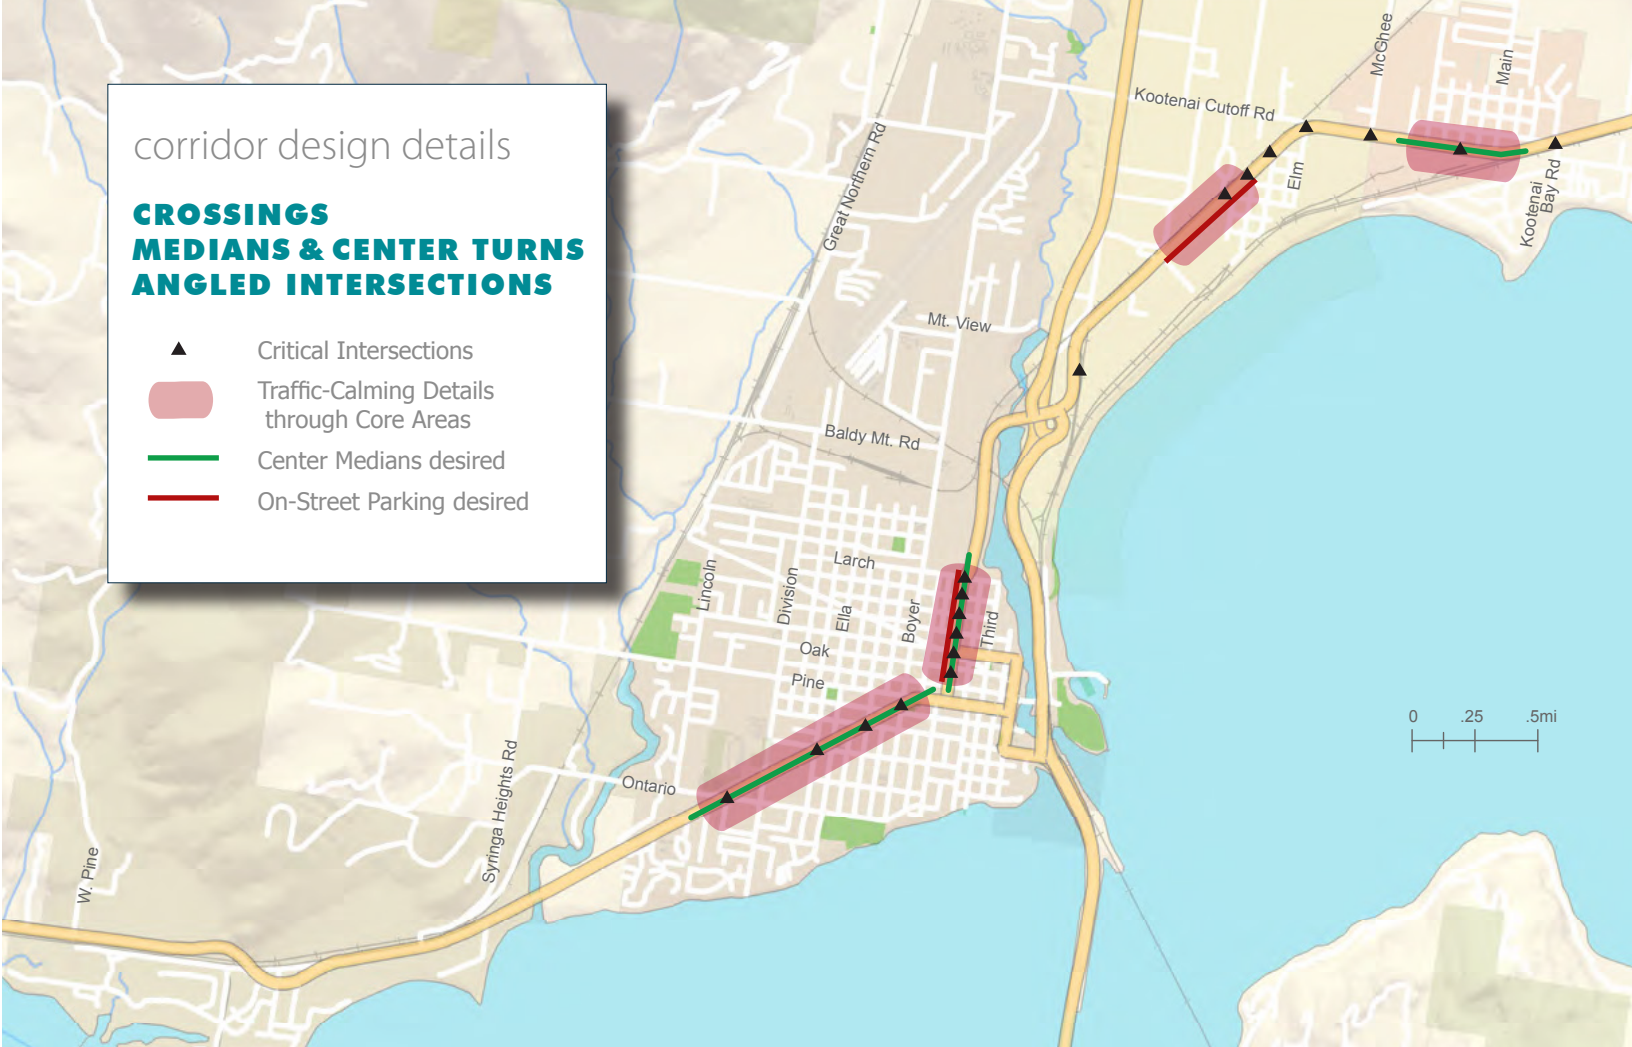 corridor design details
CROSSINGS
MEDIANS & CENTER TURNS
ANGLED INTERSECTIONS
Critical Intersections
Traffic-Calming Details
through Core Areas
Center Medians desired
On-Street Parking desired
McGhee
Main
Kootenai Cutoff Rd
Great Northern Rd
Elm
Kootenai
Bay Rd
Mt. View
Baldy Mt. Rd
Larch
Lincoln
Division
Ella
Boyer
Third
Oak
Pine
Ontario
Syringa Heights Rd
W. Pine
0 .25 .5mi